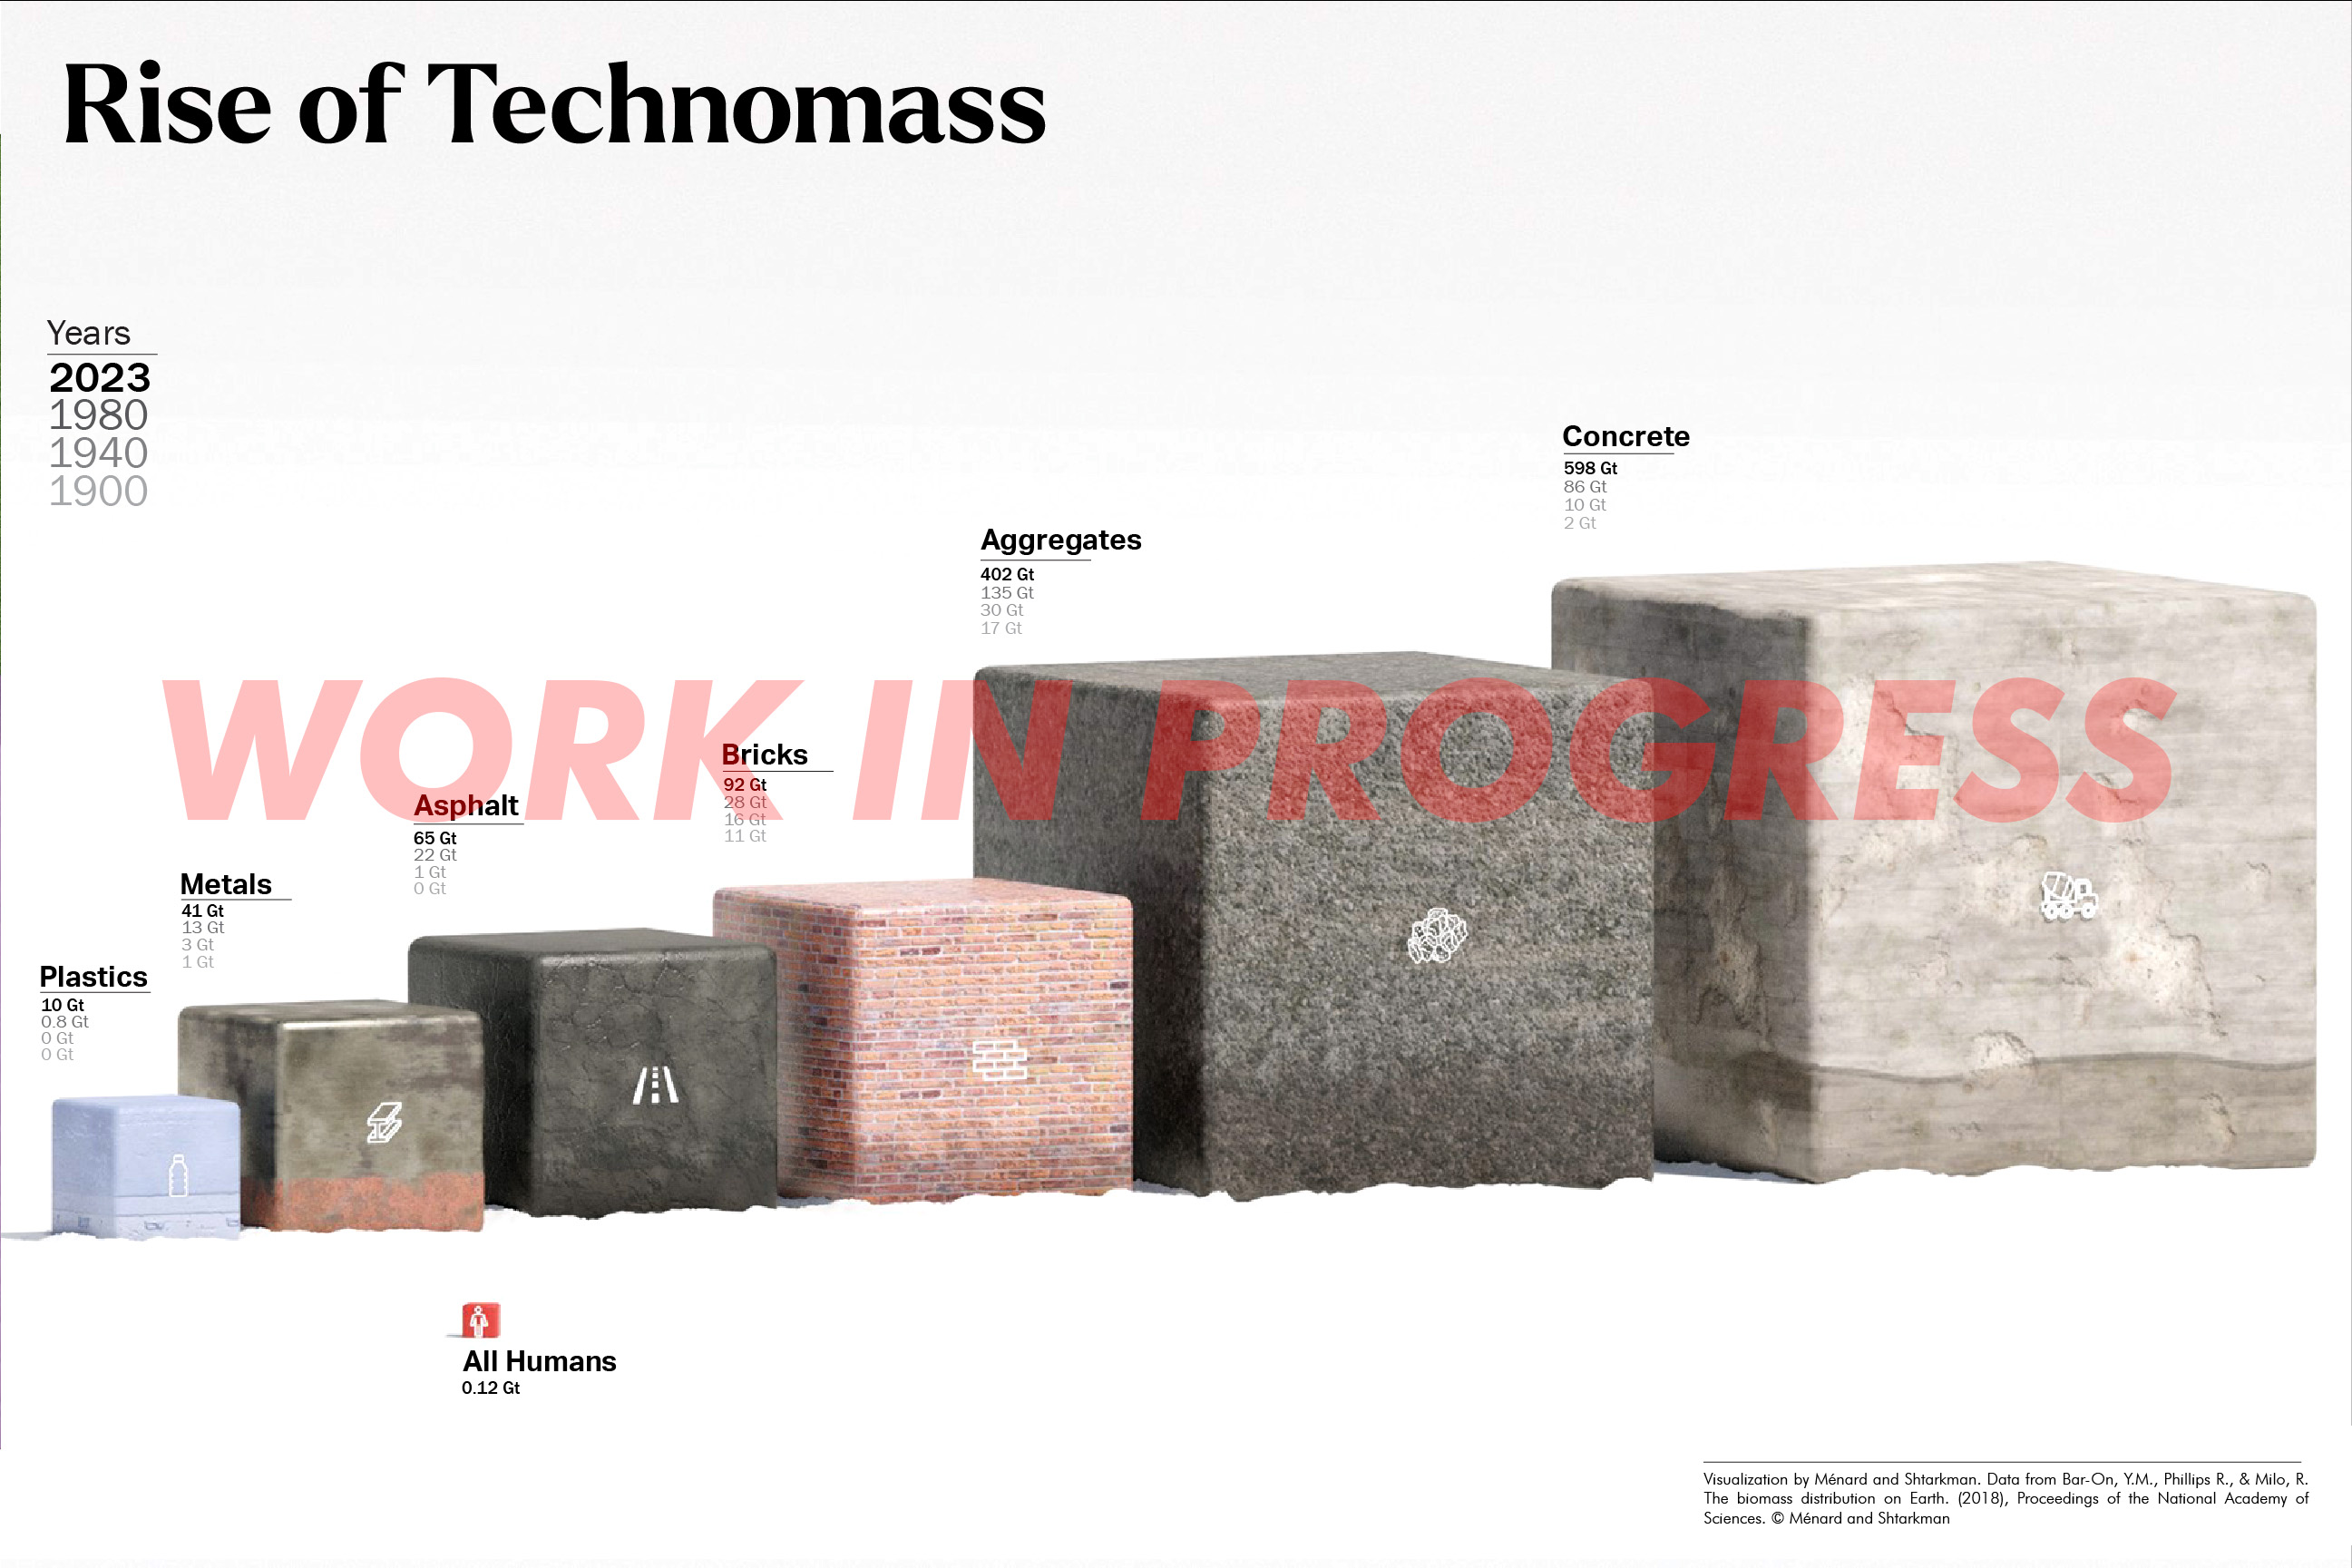 Rise of Technomass
Years
2023
1980
1940
1900
Concrete
598 Gt
86 Gt
10 Gt
2 Gt
Aggregates
402 Gt
135 Gt
30 Gt
17 Gt
WORK IN PROGRESS
Bricks
92 Gt
28 Gt
16 Gt
11 Gt
Asphalt
65 Gt
22 Gt
1 Gt
0 Gt
Metals
41 Gt
13 Gt
3 Gt
1 Gt
Plastics
10 Gt
0.8 Gt
0 Gt
0 Gt
All Humans
0.12 Gt
Visualization by Ménard and Shtarkman. Data from Bar-On, Y.M., Phillips R., & Milo, R.
The biomass distribution on Earth. (2018), Proceedings of the National Academy of
Sciences. © Ménard and Shtarkman